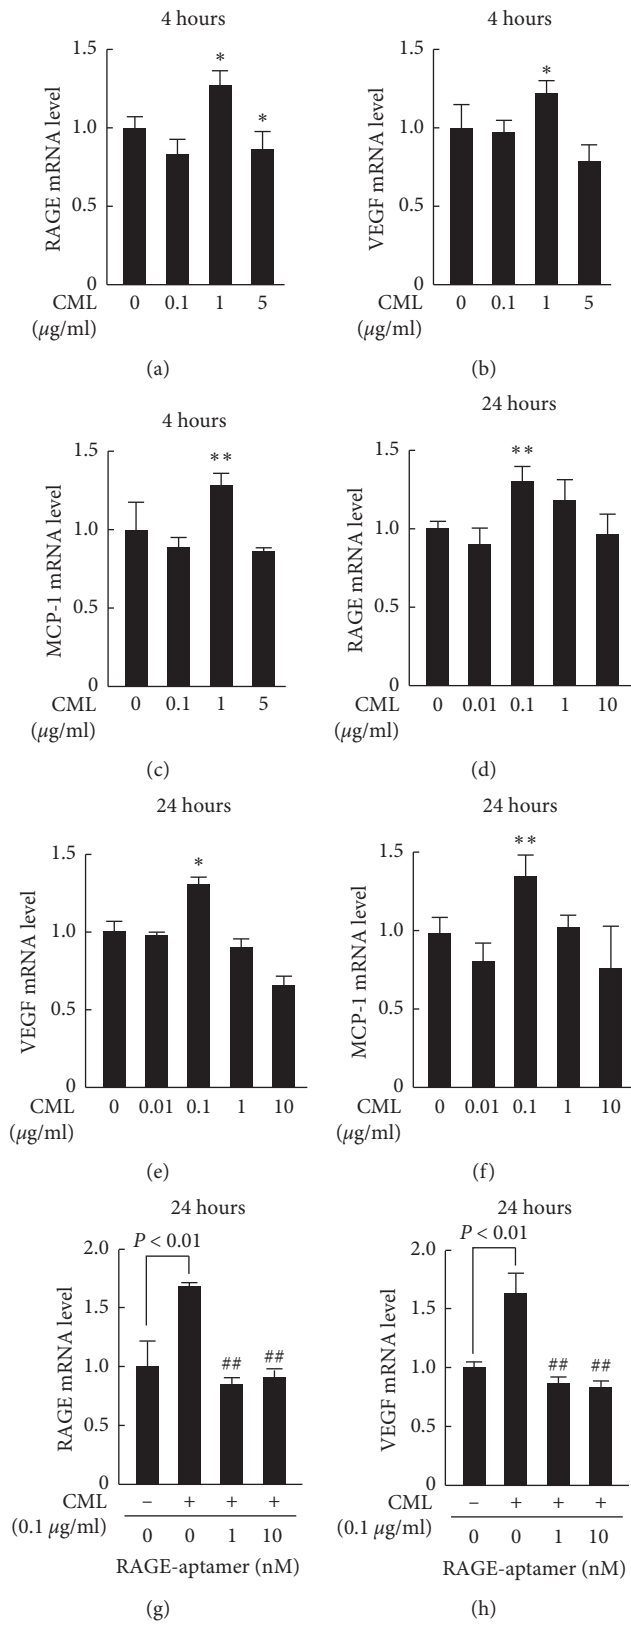 4 hours
RAGE mRNA level
1.5
*
*
1.0
0.5
0
CML 0 0.1 1 5
(μg/ml)
(a)
4 hours
VEGF mRNA level
1.5
*
1.0
0.5
0
CML 0 0.1 1 5
(μg/ml)
(b)
4 hours
MCP-1 mRNA level
1.5
**
1.0
0.5
0
CML 0 0.1 1 5
(μg/ml)
(c)
24 hours
RAGE mRNA level
1.5
**
1.0
0.5
0
CML 0 0.01 0.1 1 10
(μg/ml)
(d)
24 hours
VEGF mRNA level
1.5
*
1.0
0.5
0
CML 0 0.01 0.1 1 10
(μg/ml)
(e)
24 hours
MCP-1 mRNA level
1.5
**
1.0
0.5
0
CML 0 0.01 0.1 1 10
(μg/ml)
(f)
24 hours
P < 0.01
RAGE mRNA level
2.0
1.5
1.0
## ##
0.5
0
CML − + + +
(0.1 μg/ml)
0 0 1 10
RAGE-aptamer (nM)
(g)
24 hours
P < 0.01
VEGF mRNA level
2.0
1.5
1.0
## ##
0.5
0
CML − + + +
(0.1 μg/ml)
0 0 1 10
RAGE-aptamer (nM)
(h)